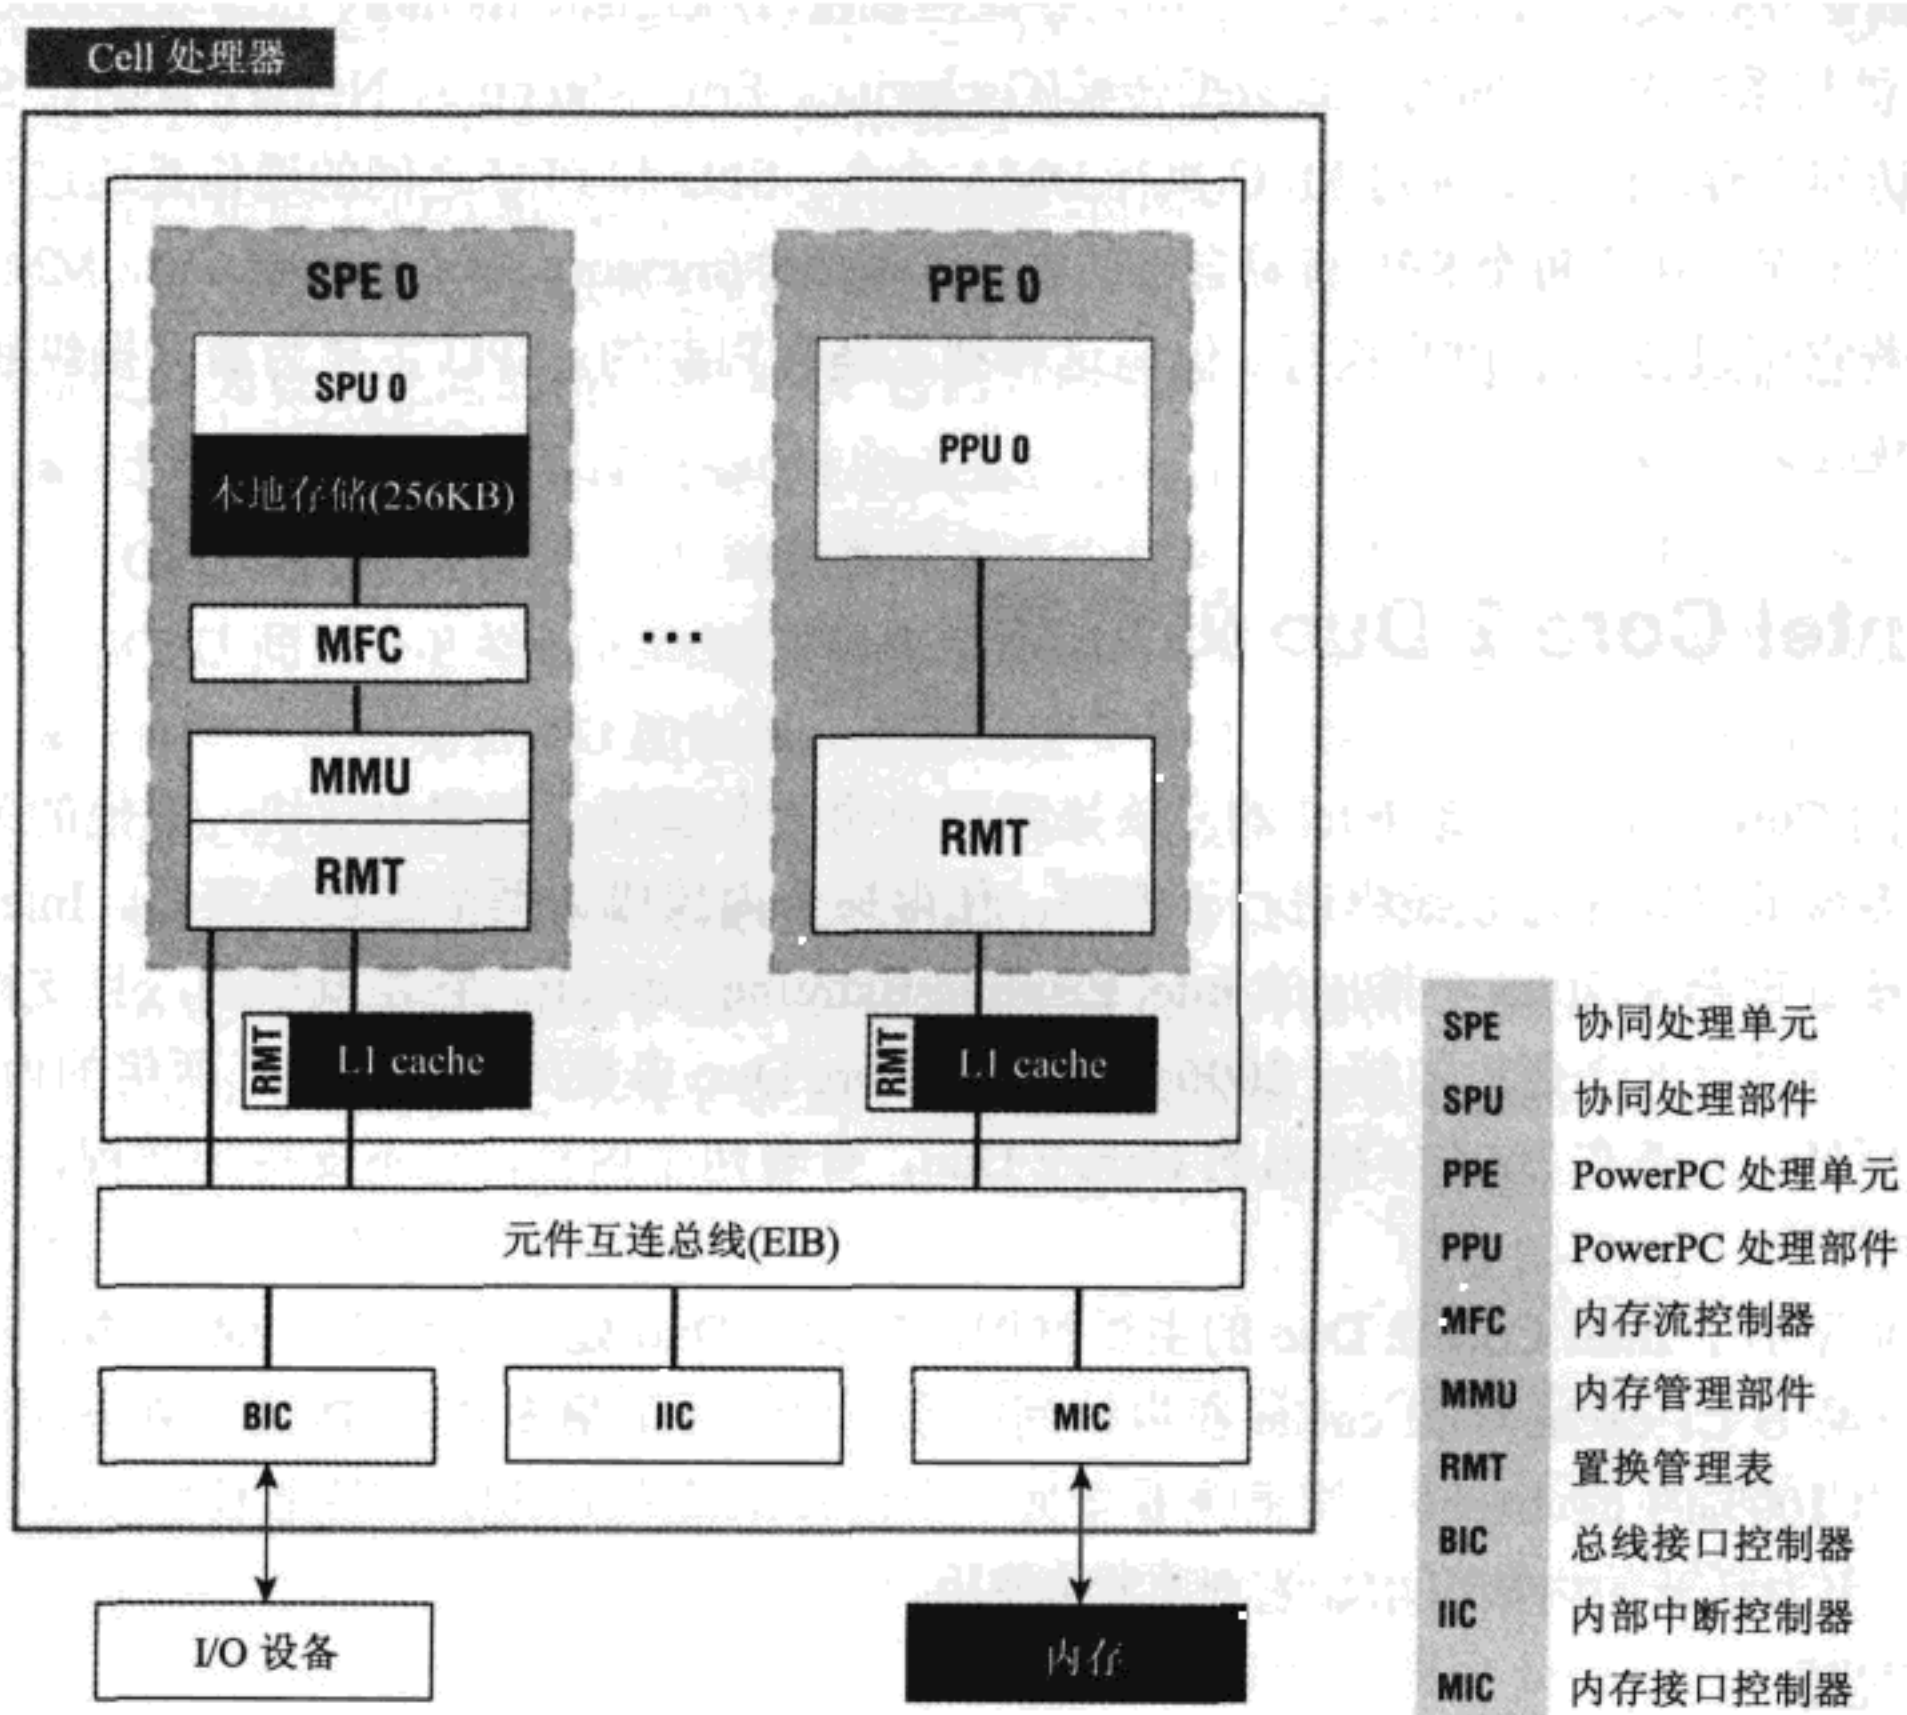 Cell 处理器
SPE 0
SPU 0
本地存储(256KB)
MFC
MMU
RMT
RMT
L1 cache
...
PPE 0
PPU 0
RMT
RMT
L1 cache
元件互连总线(EIB)
BIC
IIC
MIC
I/O 设备
内存
SPE 协同处理单元
SPU 协同处理部件
PPE PowerPC 处理单元
PPU PowerPC 处理部件
MFC 内存流控制器
MMU 内存管理部件
RMT 置换管理表
BIC 总线接口控制器
IIC 内部中断控制器
MIC 内存接口控制器